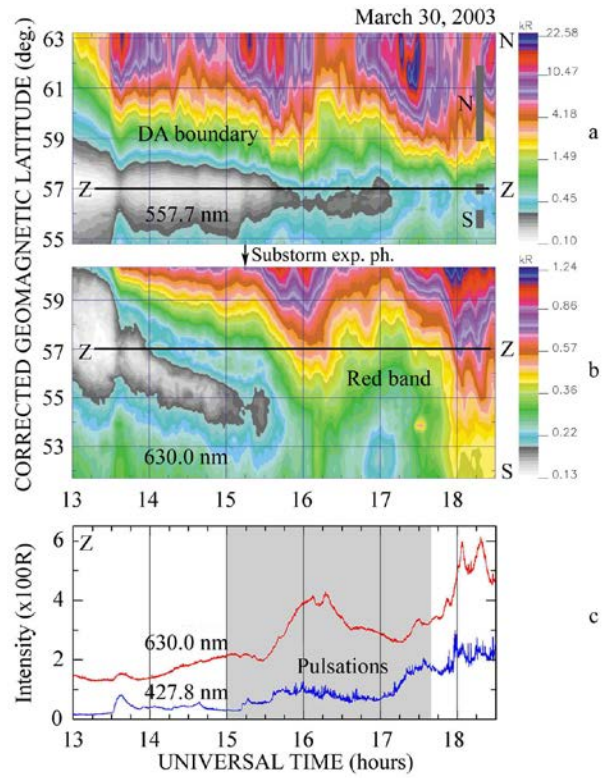 March 30, 2003
CORRECTED GEOMAGNETIC LATITUDE (deg.)
63
61
59
57
55
DA boundary
Z
557.7 nm
N
N
Z
S
kR
22.58
10.47
4.18
1.49
0.45
0.10
a
Substorm exp. ph.
59
57
55
53
Z
Red band
630.0 nm
Z
S
kR
1.24
0.86
0.57
0.36
0.22
0.13
b
13 14 15 16 17 18
Intensity (x100R)
6
4
2
0
Z
630.0 nm
427.8 nm
Pulsations
c
13 14 15 16 17 18
UNIVERSAL TIME (hours)